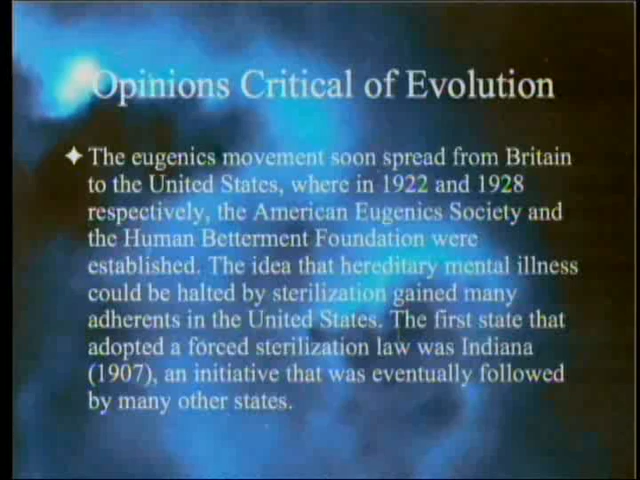 Opinions Critical of Evolution
The eugenics movement soon spread from Britain
to the United States, where in 1922 and 1928
respectively, the American Eugenics Society and
the Human Betterment Foundation were
established. The idea that hereditary mental illness
could be halted by sterilization gained many
adherents in the United States. The first state that
adopted a forced sterilization law was Indiana
(1907), an initiative that was eventually followed
by many other states.